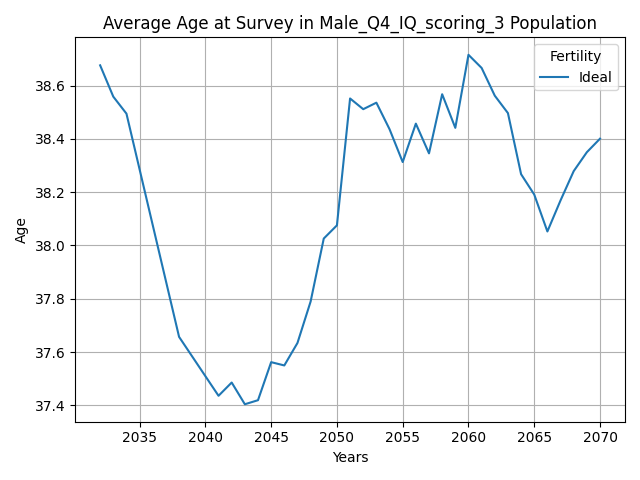 Average Age at Survey in Male_Q4_IQ_scoring_3 Population
Fertility
Ideal
38.6
38.4
38.2
38.0
37.8
37.6
37.4
Age
2035 2040 2045 2050 2055 2060 2065 2070
Years